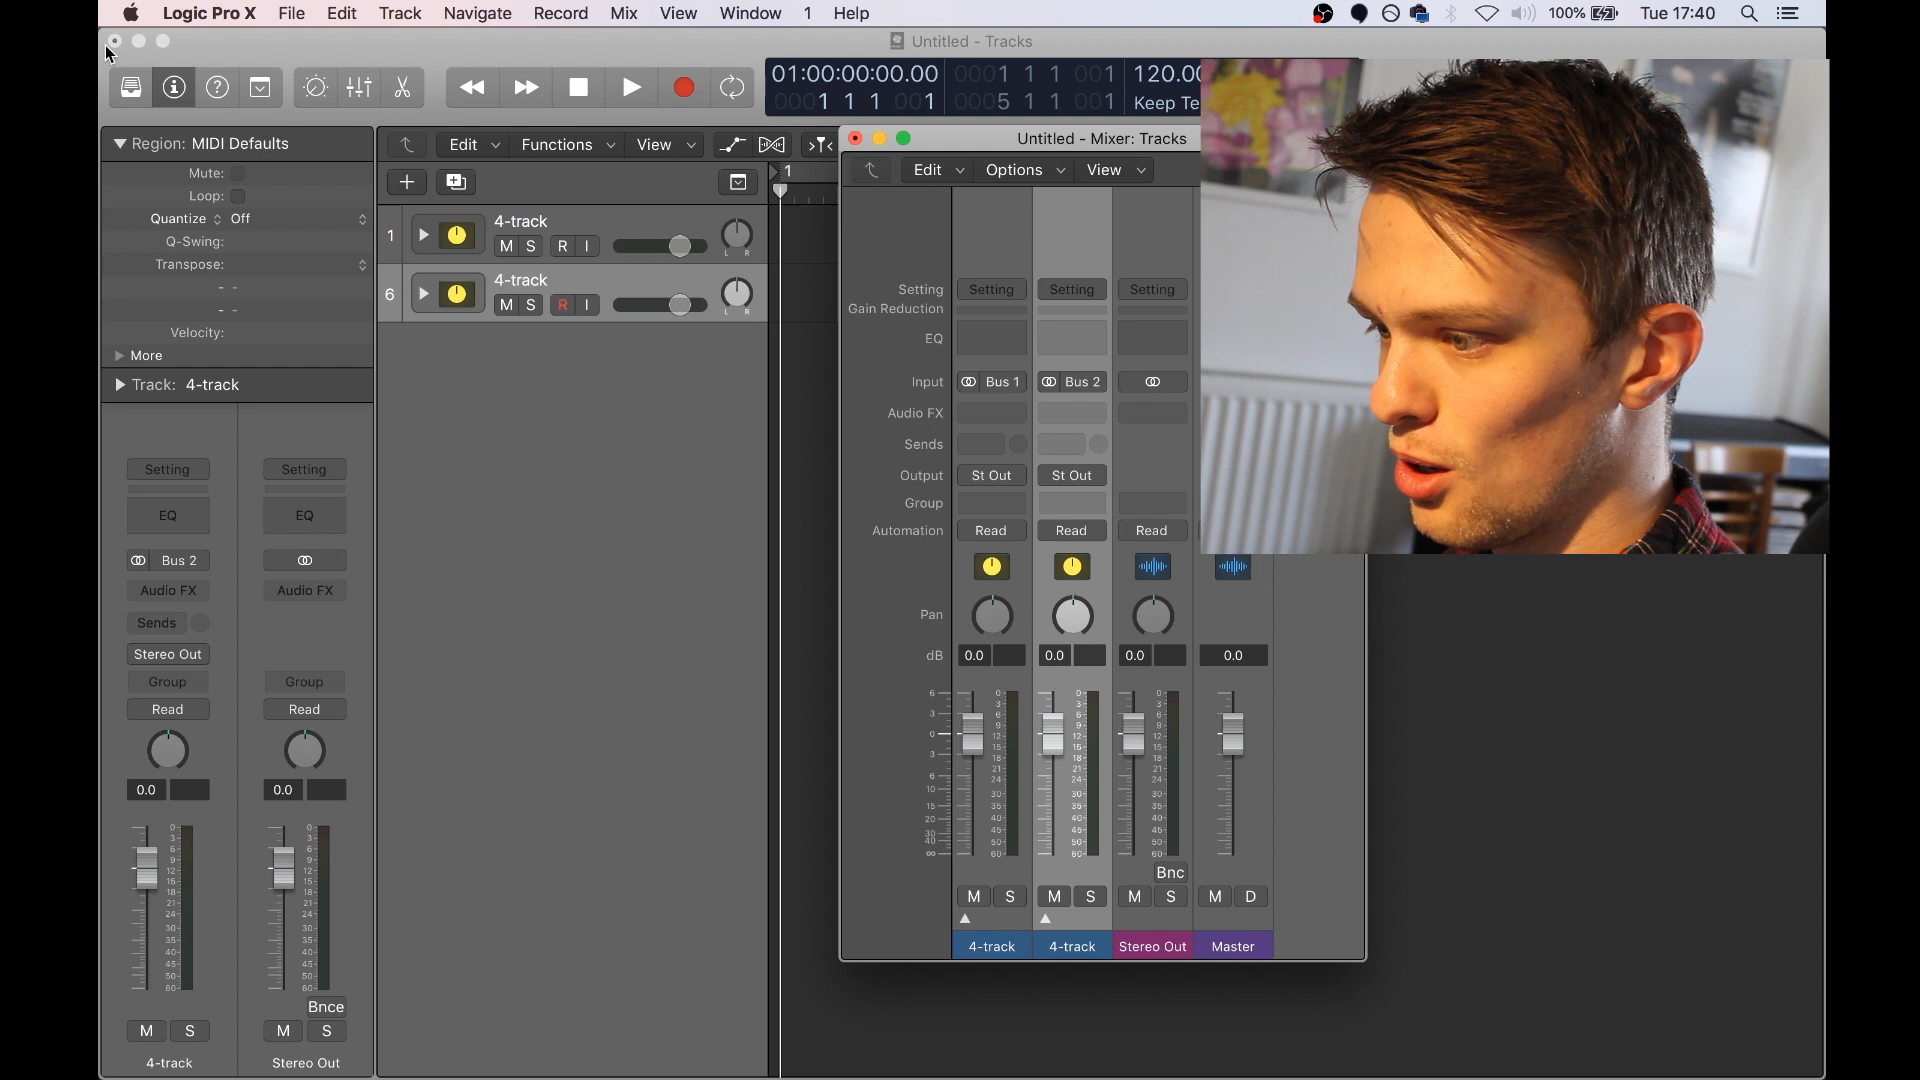 Logic Pro X File Edit Track Navigate Record Mix View Window 1 Help 100% Tue 17:40
Untitled - Tracks
01:00:00:00.00 0001 1 1 001 120.00
0001 1 1 001 0005 1 1 001 Keep Te
Region: MIDI Defaults
Mute:
Loop:
Quantize Off
Q-Swing:
Transpose:
- -
- -
Velocity:
More
Track: 4-track
Setting Setting
EQ EQ
Bus 2
Audio FX Audio FX
Sends
Stereo Out
Group Group
Read Read
0.0 0.0
Bnce
M S M S
4-track Stereo Out
Edit Functions View
1
1 4-track
M S R I
L R
6 4-track
M S R I
L R
Untitled - Mixer: Tracks
Edit Options View
Setting Setting Setting Setting
Gain Reduction
EQ
Input Bus 1 Bus 2
Audio FX
Sends
Output St Out St Out
Group
Automation Read Read Read
Pan
dB 0.0 0.0 0.0 0.0
Bnc
M S M S M S M D
4-track 4-track Stereo Out Master